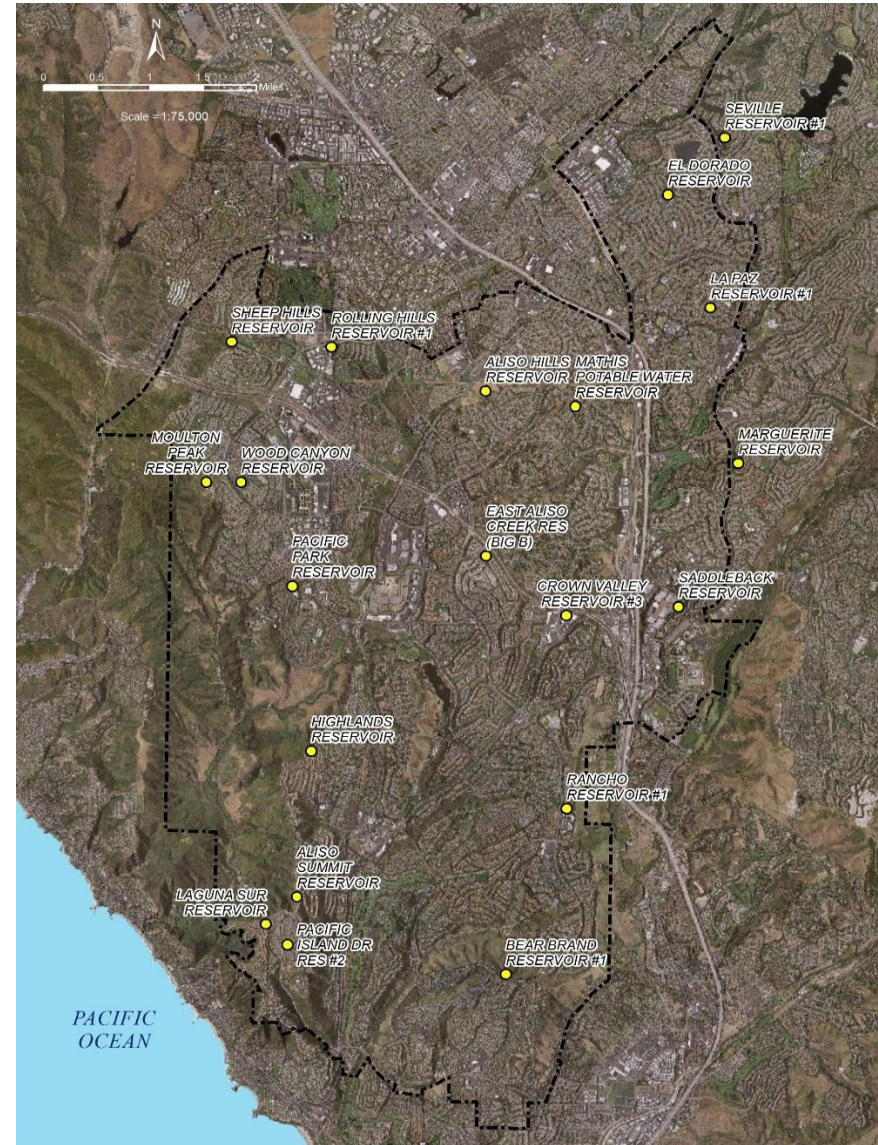 N
0 0.5 1 1.5 2
Miles
Scale = 1:75,000
SEVILLE
RESERVOIR #1
EL DORADO
RESERVOIR
LA PAZ
RESERVOIR #1
SHEEP HILLS
RESERVOIR
ROLLING HILLS
RESERVOIR #1
ALISO HILLS
RESERVOIR
MATHIS
POTABLE WATER
RESERVOIR
MOULTON
PEAK
RESERVOIR
WOOD CANYON
RESERVOIR
MARGUERITE
RESERVOIR
EAST ALISO
CREEK RES
(BIG B)
PACIFIC
PARK
RESERVOIR
CROWN VALLEY
RESERVOIR #3
SADDLEBACK
RESERVOIR
HIGHLANDS
RESERVOIR
RANCHO
RESERVOIR #1
ALISO
SUMMIT
RESERVOIR
LAGUNA SUR
RESERVOIR
PACIFIC
ISLAND DR
RES #2
BEAR BRAND
RESERVOIR #1
PACIFIC
OCEAN